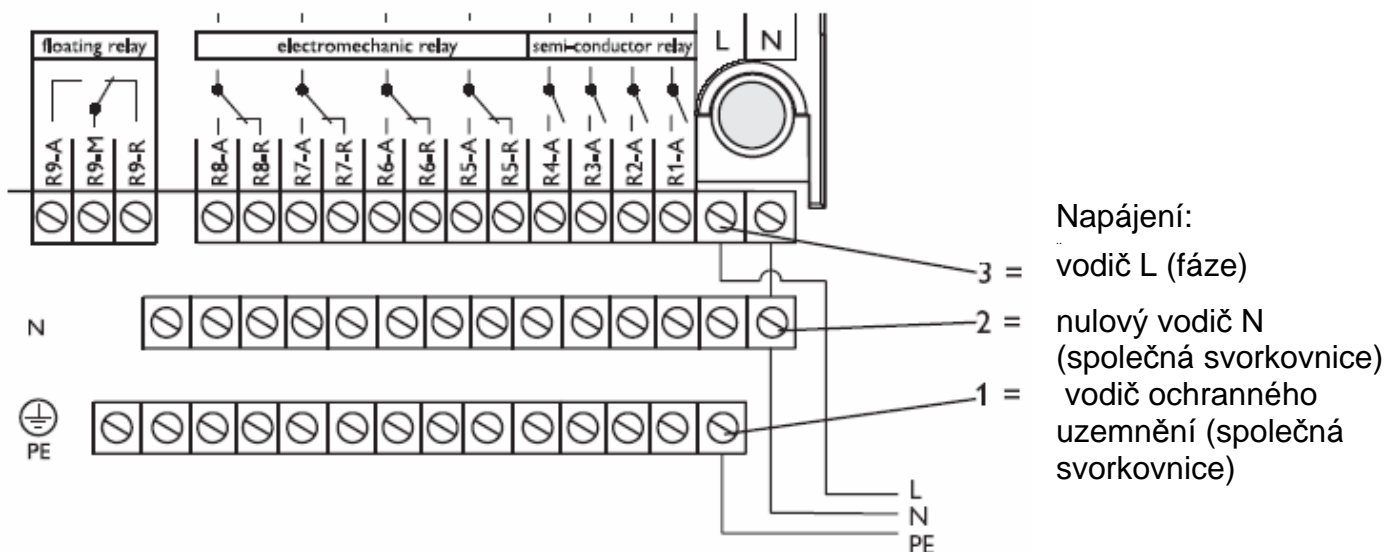 floating relay electromechanic relay semi-conductor relay L N
R9-A R9-M R9-R R8-A R8-R R7-A R7-R R6-A R6-R R5-A R5-R R4-A R3-A R2-A R1-A
Napájení:
3 = vodič L (fáze)
N
2 = nulový vodič N
(společná svorkovnice)
1 = vodič ochranného
uzemnění (společná
svorkovnice)
PE
L
N
PE